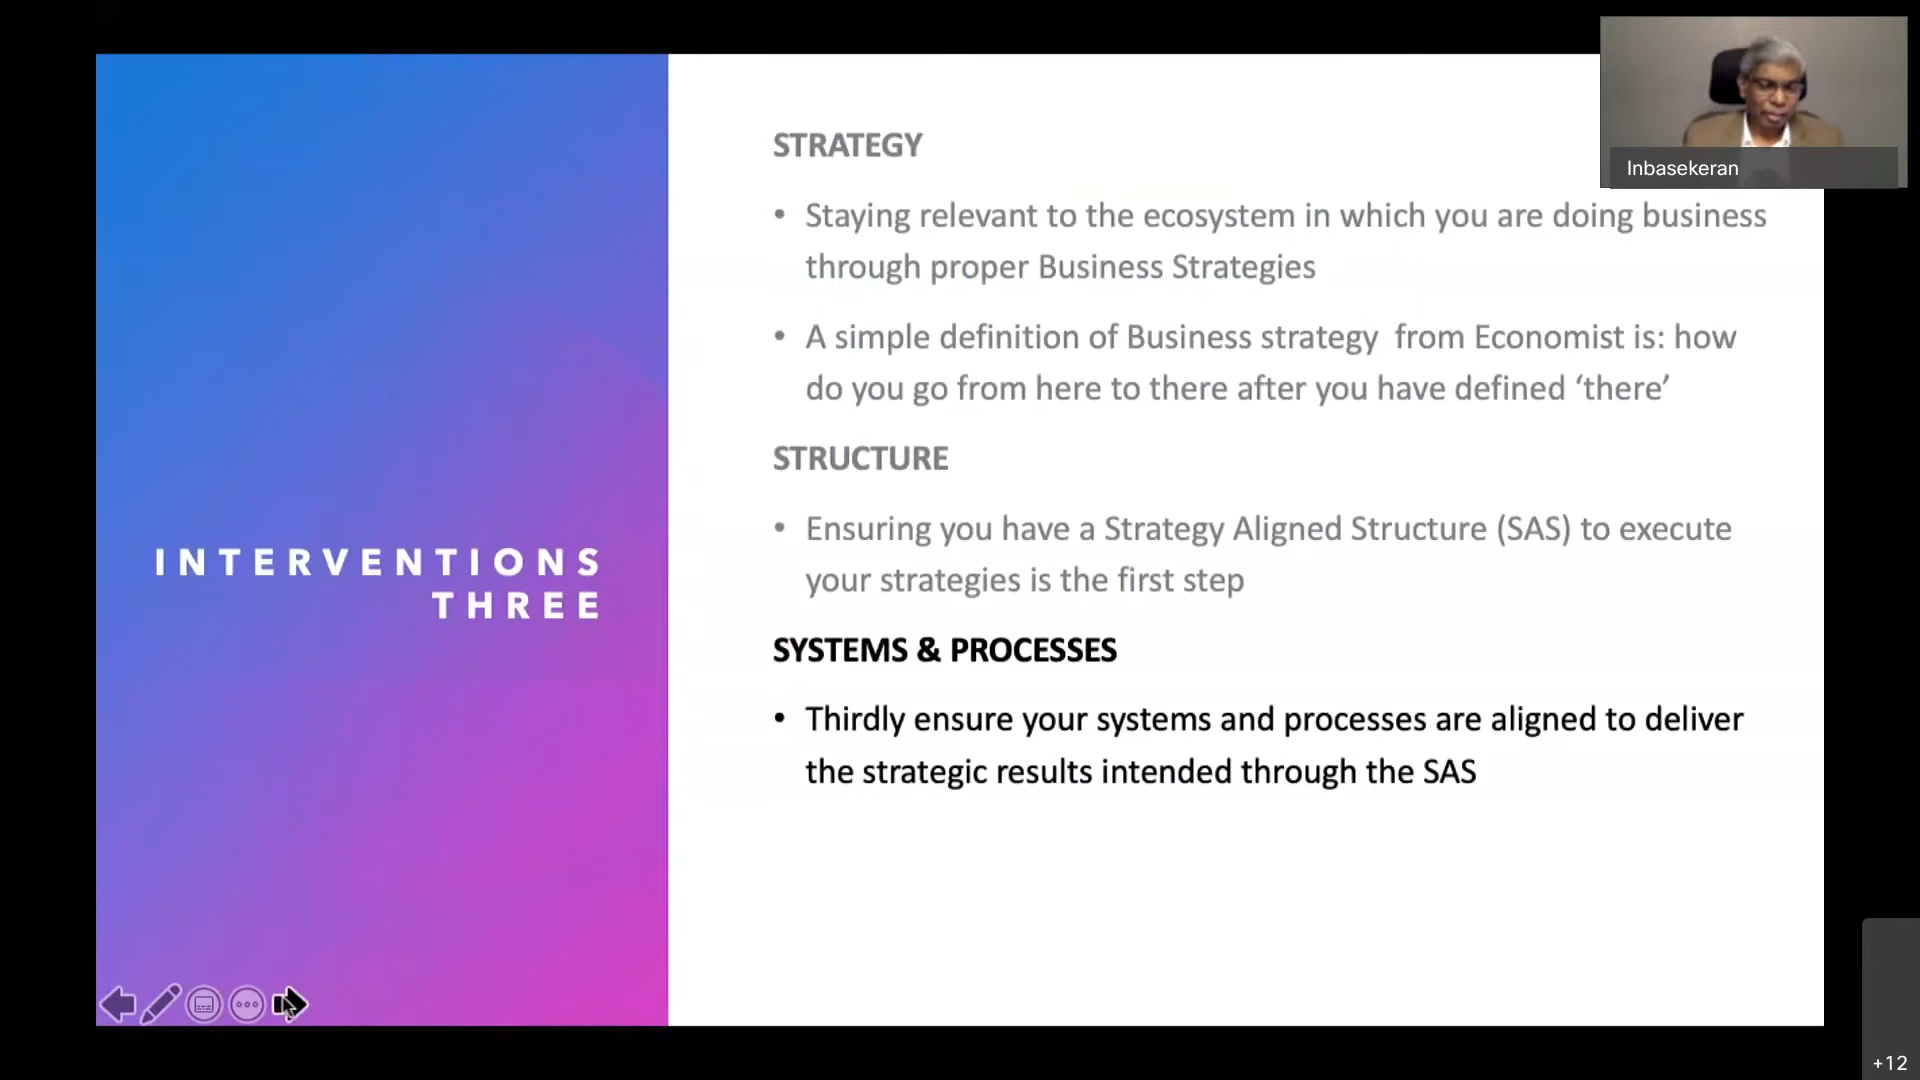 Inbasekeran
INTERVENTIONS
THREE
STRATEGY
• Staying relevant to the ecosystem in which you are doing business
through proper Business Strategies
• A simple definition of Business strategy  from Economist is: how
do you go from here to there after you have defined ‘there’
STRUCTURE
• Ensuring you have a Strategy Aligned Structure (SAS) to execute
your strategies is the first step
SYSTEMS & PROCESSES
• Thirdly ensure your systems and processes are aligned to deliver
the strategic results intended through the SAS
+12